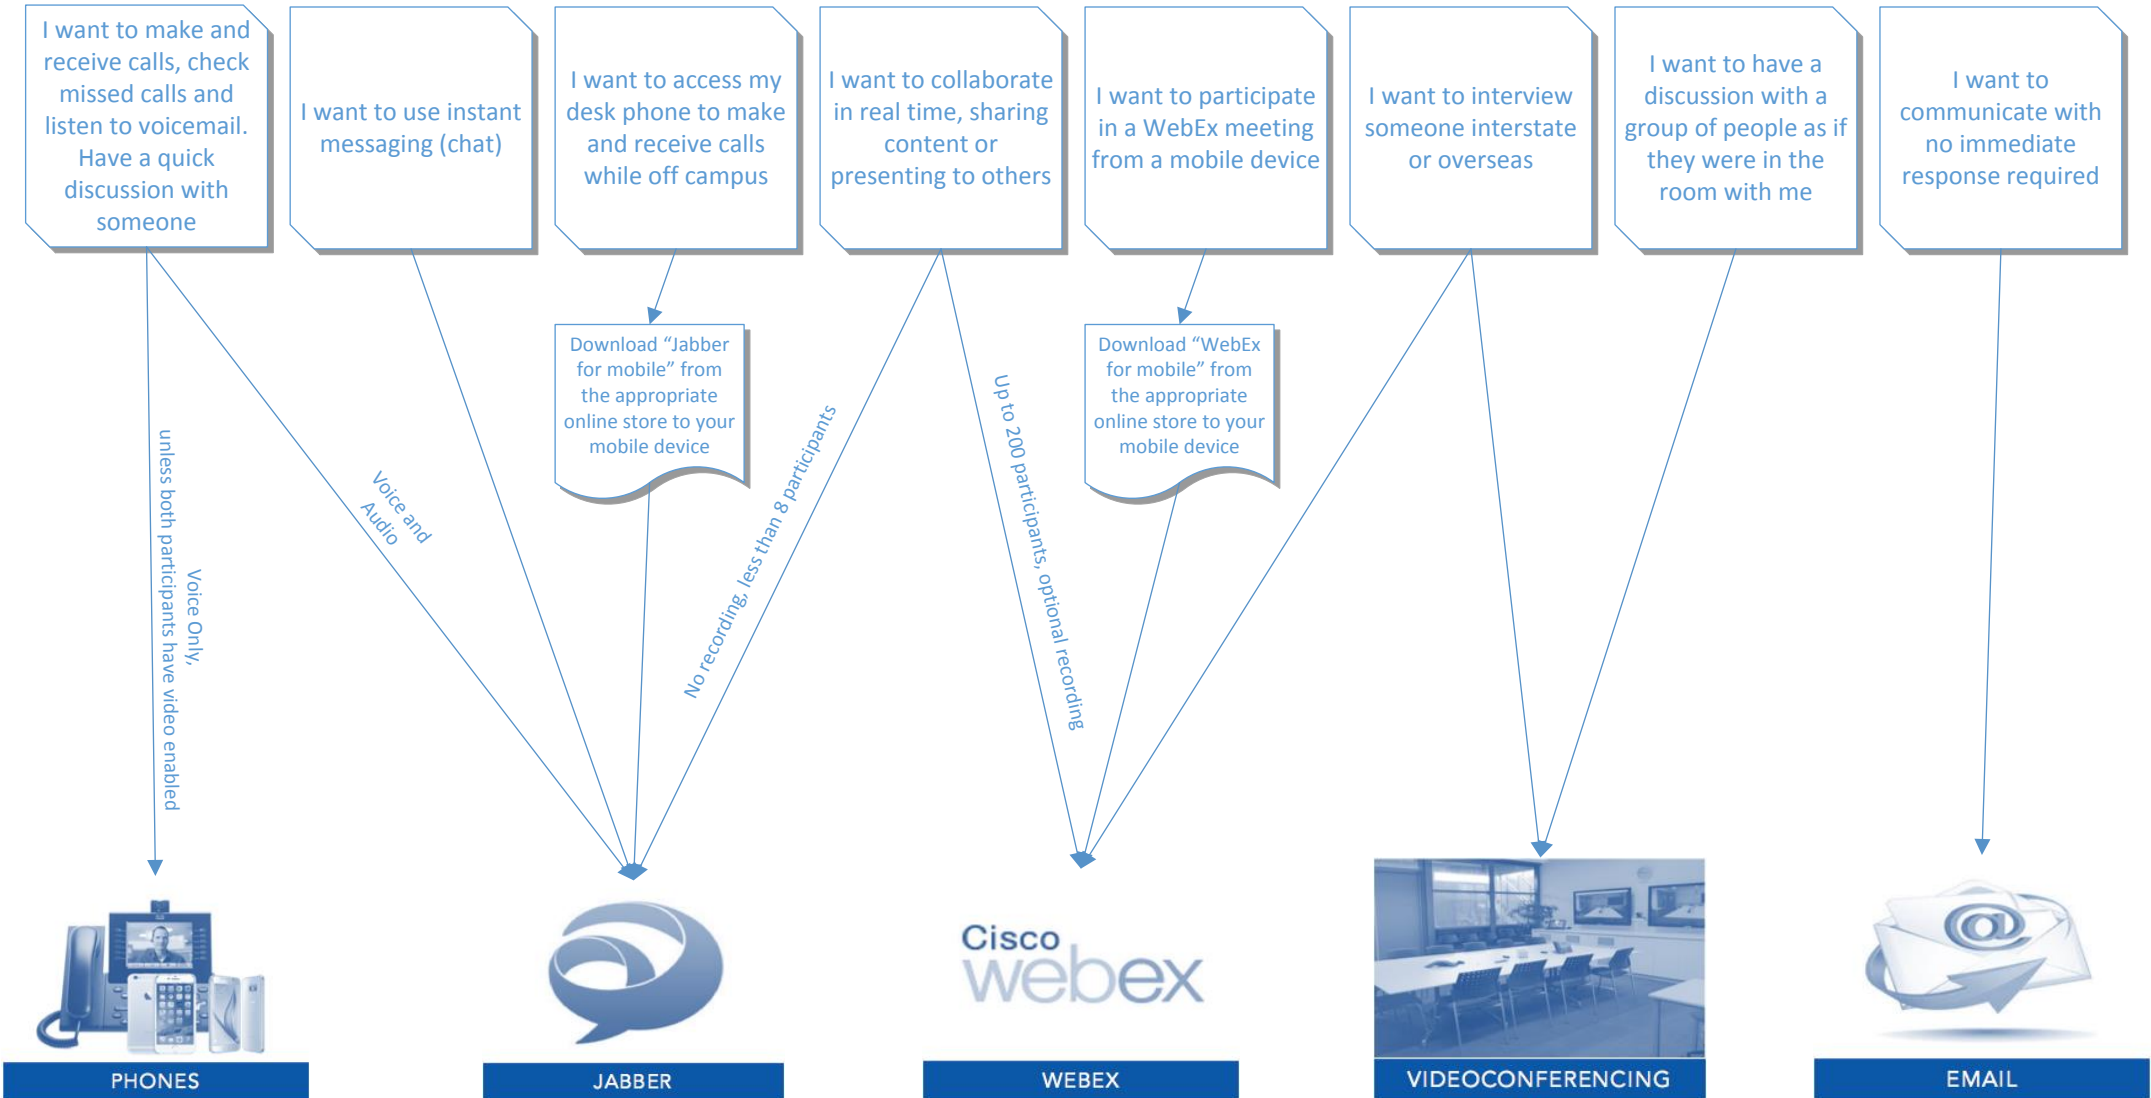 I want to make and
receive calls, check
missed calls and
listen to voicemail.
Have a quick
discussion with
someone
I want to use instant
messaging (chat)
I want to access my
desk phone to make
and receive calls
while off campus
I want to collaborate
in real time, sharing
content or
presenting to others
I want to participate
in a WebEx meeting
from a mobile device
I want to interview
someone interstate
or overseas
I want to have a
discussion with a
group of people as if
they were in the
room with me
I want to
communicate with
no immediate
response required
Download “Jabber
for mobile” from
the appropriate
online store to your
mobile device
Download “WebEx
for mobile” from
the appropriate
online store to your
mobile device
Voice Only,
unless both participants have video enabled
Voice and
Audio
No recording, less than 8 participants
Up to 200 participants, optional recording
Cisco
webex
@
PHONES
JABBER
WEBEX
VIDEOCONFERENCING
EMAIL